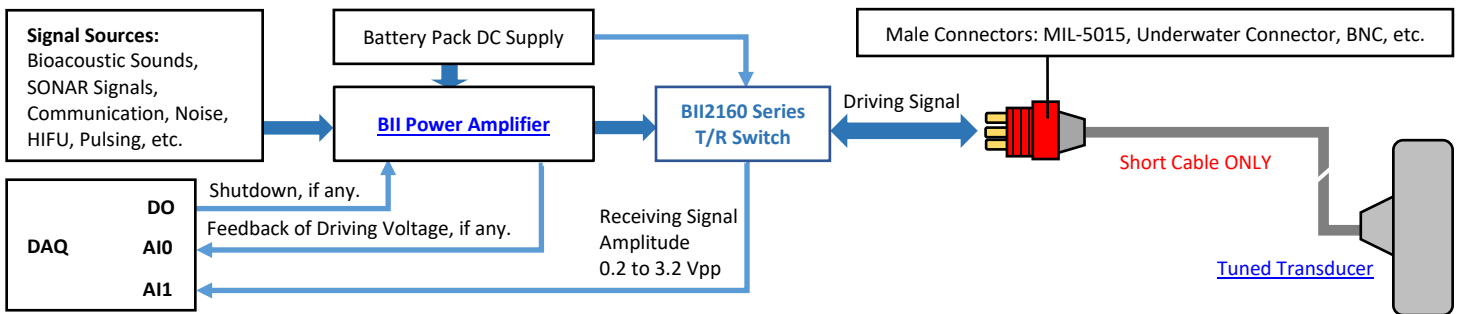 Signal Sources:
Bioacoustic Sounds,
SONAR Signals,
Communication, Noise,
HIFU, Pulsing, etc.
Battery Pack DC Supply
BII Power Amplifier
BII2160 Series
T/R Switch
Male Connectors: MIL-5015, Underwater Connector, BNC, etc.
Driving Signal
Short Cable ONLY
Tuned Transducer
DAQ
DO
AI0
AI1
Shutdown, if any.
Feedback of Driving Voltage, if any.
Receiving Signal
Amplitude
0.2 to 3.2 Vpp